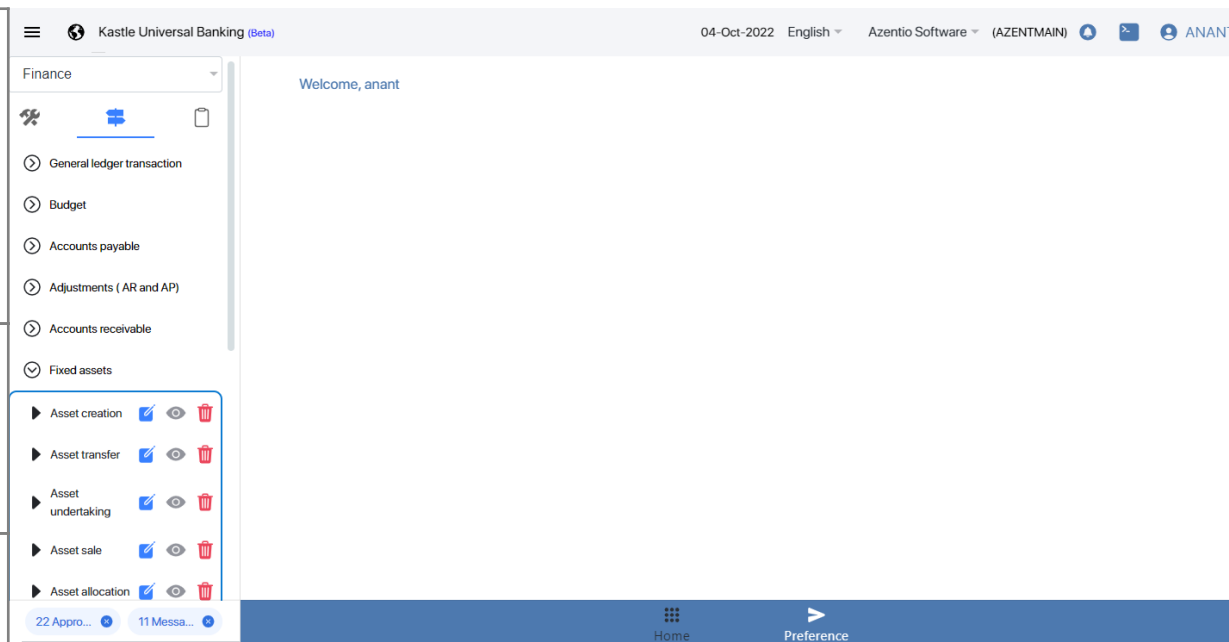 Kastle Universal Banking (Beta)
04-Oct-2022 English Azentio Software (AZENTMAIN) ANANT
Finance
Welcome, anant
General ledger transaction
Budget
Accounts payable
Adjustments ( AR and AP)
Accounts receivable
Fixed assets
Asset creation
Asset transfer
Asset
undertaking
Asset sale
Asset allocation
22 Appro... 11 Messa...
Home Preference